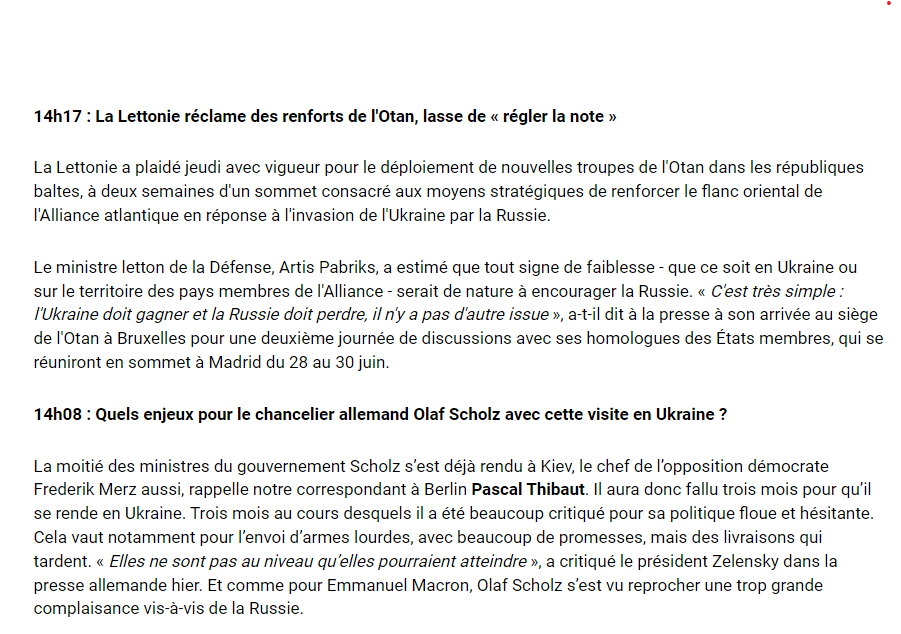 14h17 : La Lettonie réclame des renforts de l'Otan, lasse de « régler la note »
La Lettonie a plaidé jeudi avec vigueur pour le déploiement de nouvelles troupes de l'Otan dans les républiques
baltes, à deux semaines d'un sommet consacré aux moyens stratégiques de renforcer le flanc oriental de
l'Alliance atlantique en réponse à l'invasion de l'Ukraine par la Russie.
Le ministre letton de la Défense, Artis Pabriks, a estimé que tout signe de faiblesse - que ce soit en Ukraine ou
sur le territoire des pays membres de l'Alliance - serait de nature à encourager la Russie. « C'est très simple :
l'Ukraine doit gagner et la Russie doit perdre, il n'y a pas d'autre issue », a-t-il dit à la presse à son arrivée au siège
de l'Otan à Bruxelles pour une deuxième journée de discussions avec ses homologues des États membres, qui se
réuniront en sommet à Madrid du 28 au 30 juin.
14h08 : Quels enjeux pour le chancelier allemand Olaf Scholz avec cette visite en Ukraine ?
La moitié des ministres du gouvernement Scholz s’est déjà rendu à Kiev, le chef de l’opposition démocrate
Frederik Merz aussi, rappelle notre correspondant à Berlin Pascal Thibaut. Il aura donc fallu trois mois pour qu’il
se rende en Ukraine. Trois mois au cours desquels il a été beaucoup critiqué pour sa politique floue et hésitante.
Cela vaut notamment pour l’envoi d’armes lourdes, avec beaucoup de promesses, mais des livraisons qui
tardent. « Elles ne sont pas au niveau qu’elles pourraient atteindre », a critiqué le président Zelensky dans la
presse allemande hier. Et comme pour Emmanuel Macron, Olaf Scholz s’est vu reprocher une trop grande
complaisance vis-à-vis de la Russie.